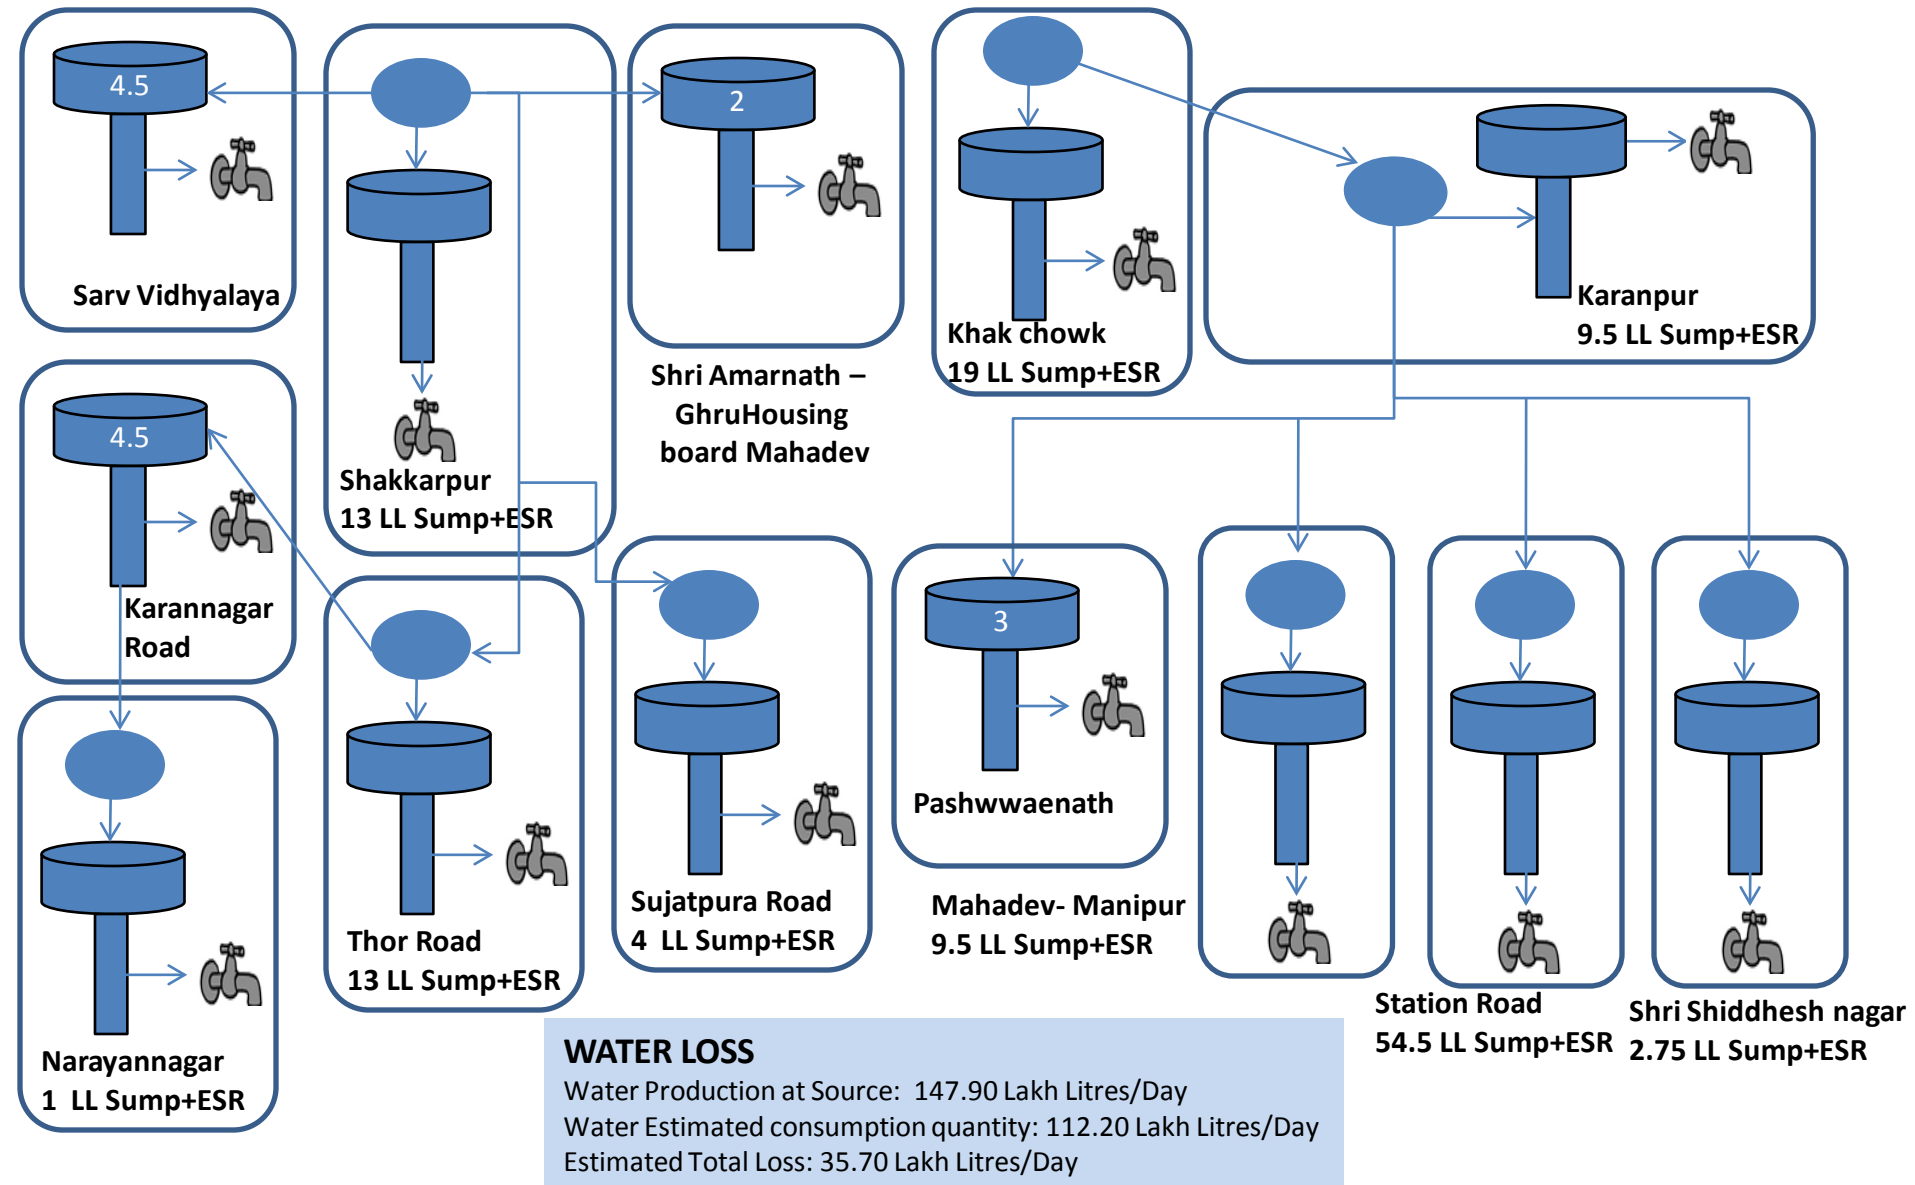 4.5
Sarv Vidhyalaya
Shakkarpur
13 LL Sump+ESR
2
Shri Amarnath –
GhruHousing
board Mahadev
Khak chowk
19 LL Sump+ESR
Karanpur
9.5 LL Sump+ESR
4.5
Karannagar
Road
Narayannagar
1 LL Sump+ESR
Thor Road
13 LL Sump+ESR
Sujatpura Road
4 LL Sump+ESR
3
Pashwwaenath
Mahadev- Manipur
9.5 LL Sump+ESR
Station Road
54.5 LL Sump+ESR
Shri Shiddhesh nagar
2.75 LL Sump+ESR
WATER LOSS
Water Production at Source: 147.90 Lakh Litres/Day
Water Estimated consumption quantity: 112.20 Lakh Litres/Day
Estimated Total Loss: 35.70 Lakh Litres/Day